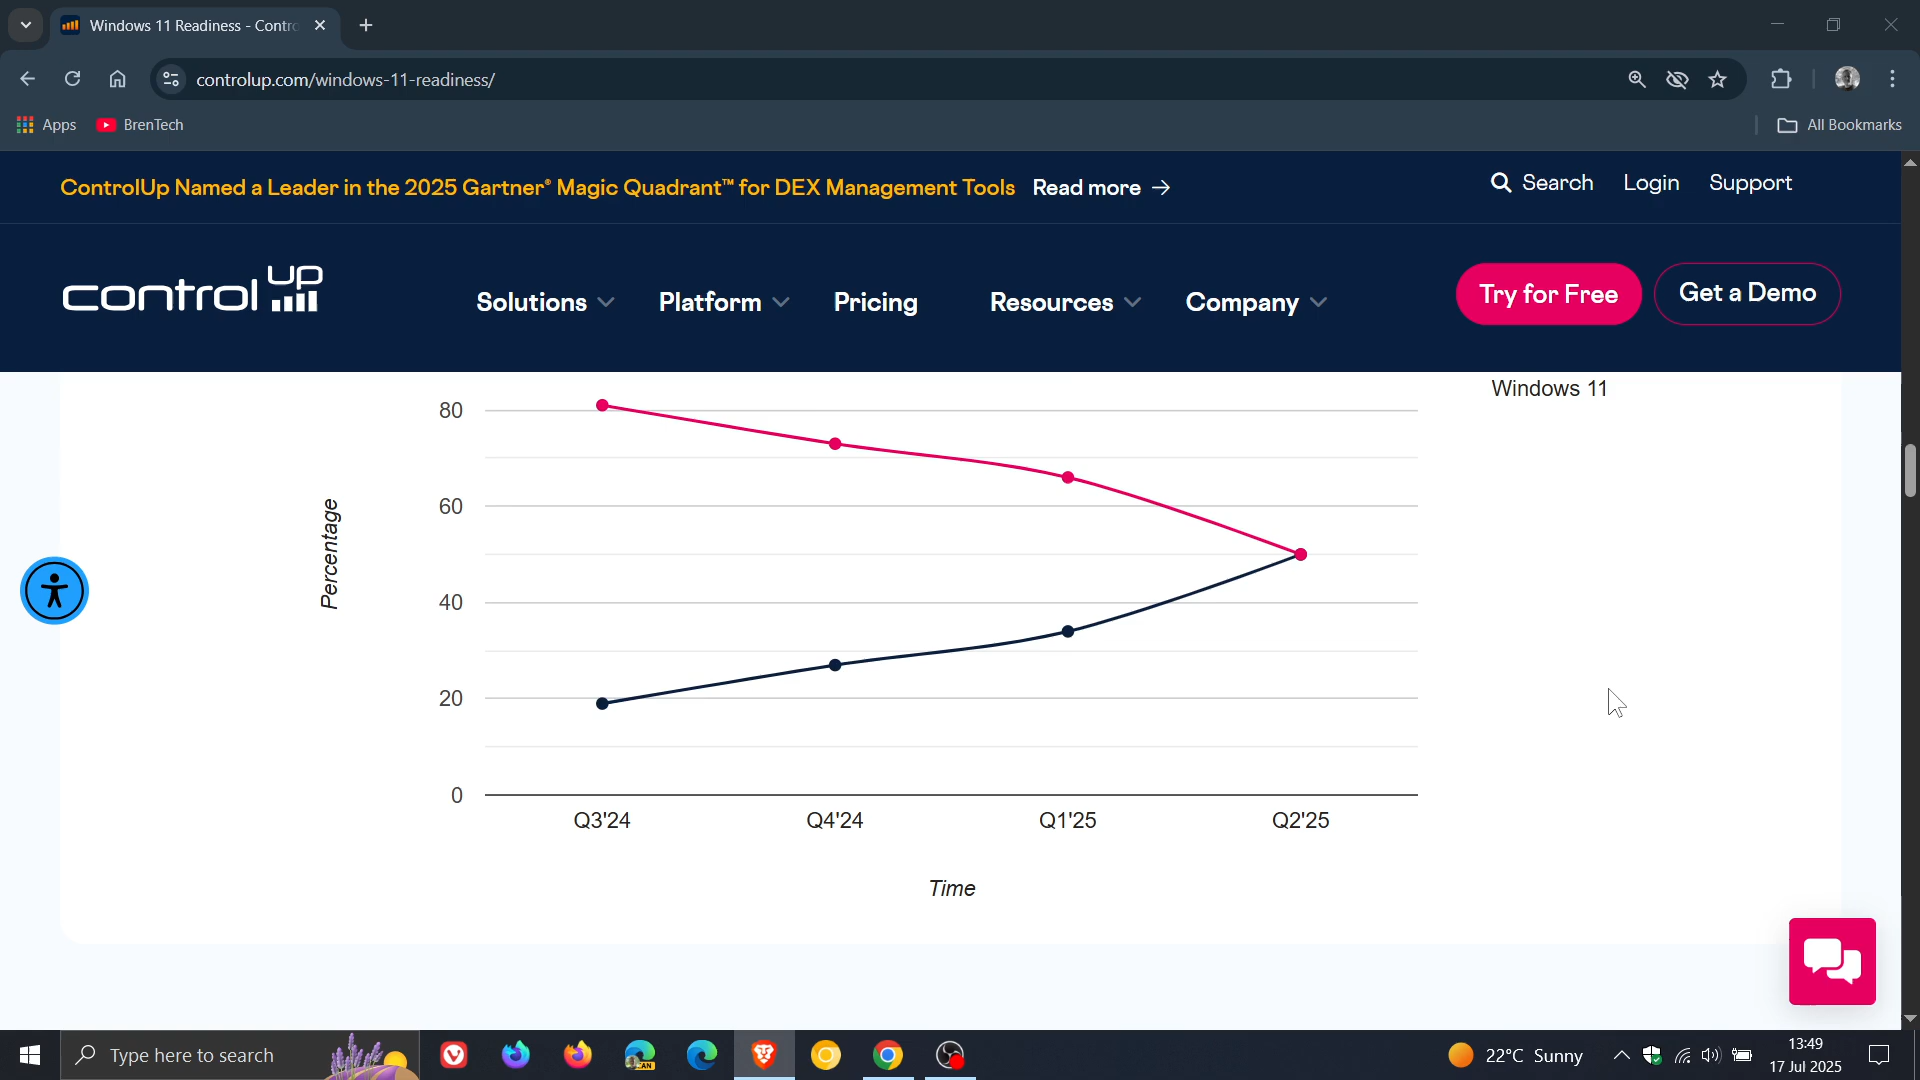 Windows 11 Readiness - Contro
controlup.com/windows-11-readiness/
Apps
BrenTech
All Bookmarks
ControlUp Named a Leader in the 2025 Gartner® Magic Quadrant™ for DEX Management Tools Read more →
Search Login Support
control UP
Solutions Platform Pricing Resources Company
Try for Free
Get a Demo
Windows 11
80
60
40
20
0
Percentage
Q3'24 Q4'24 Q1'25 Q2'25
Time
Type here to search
CAN
22°C Sunny
13:49
17 Jul 2025